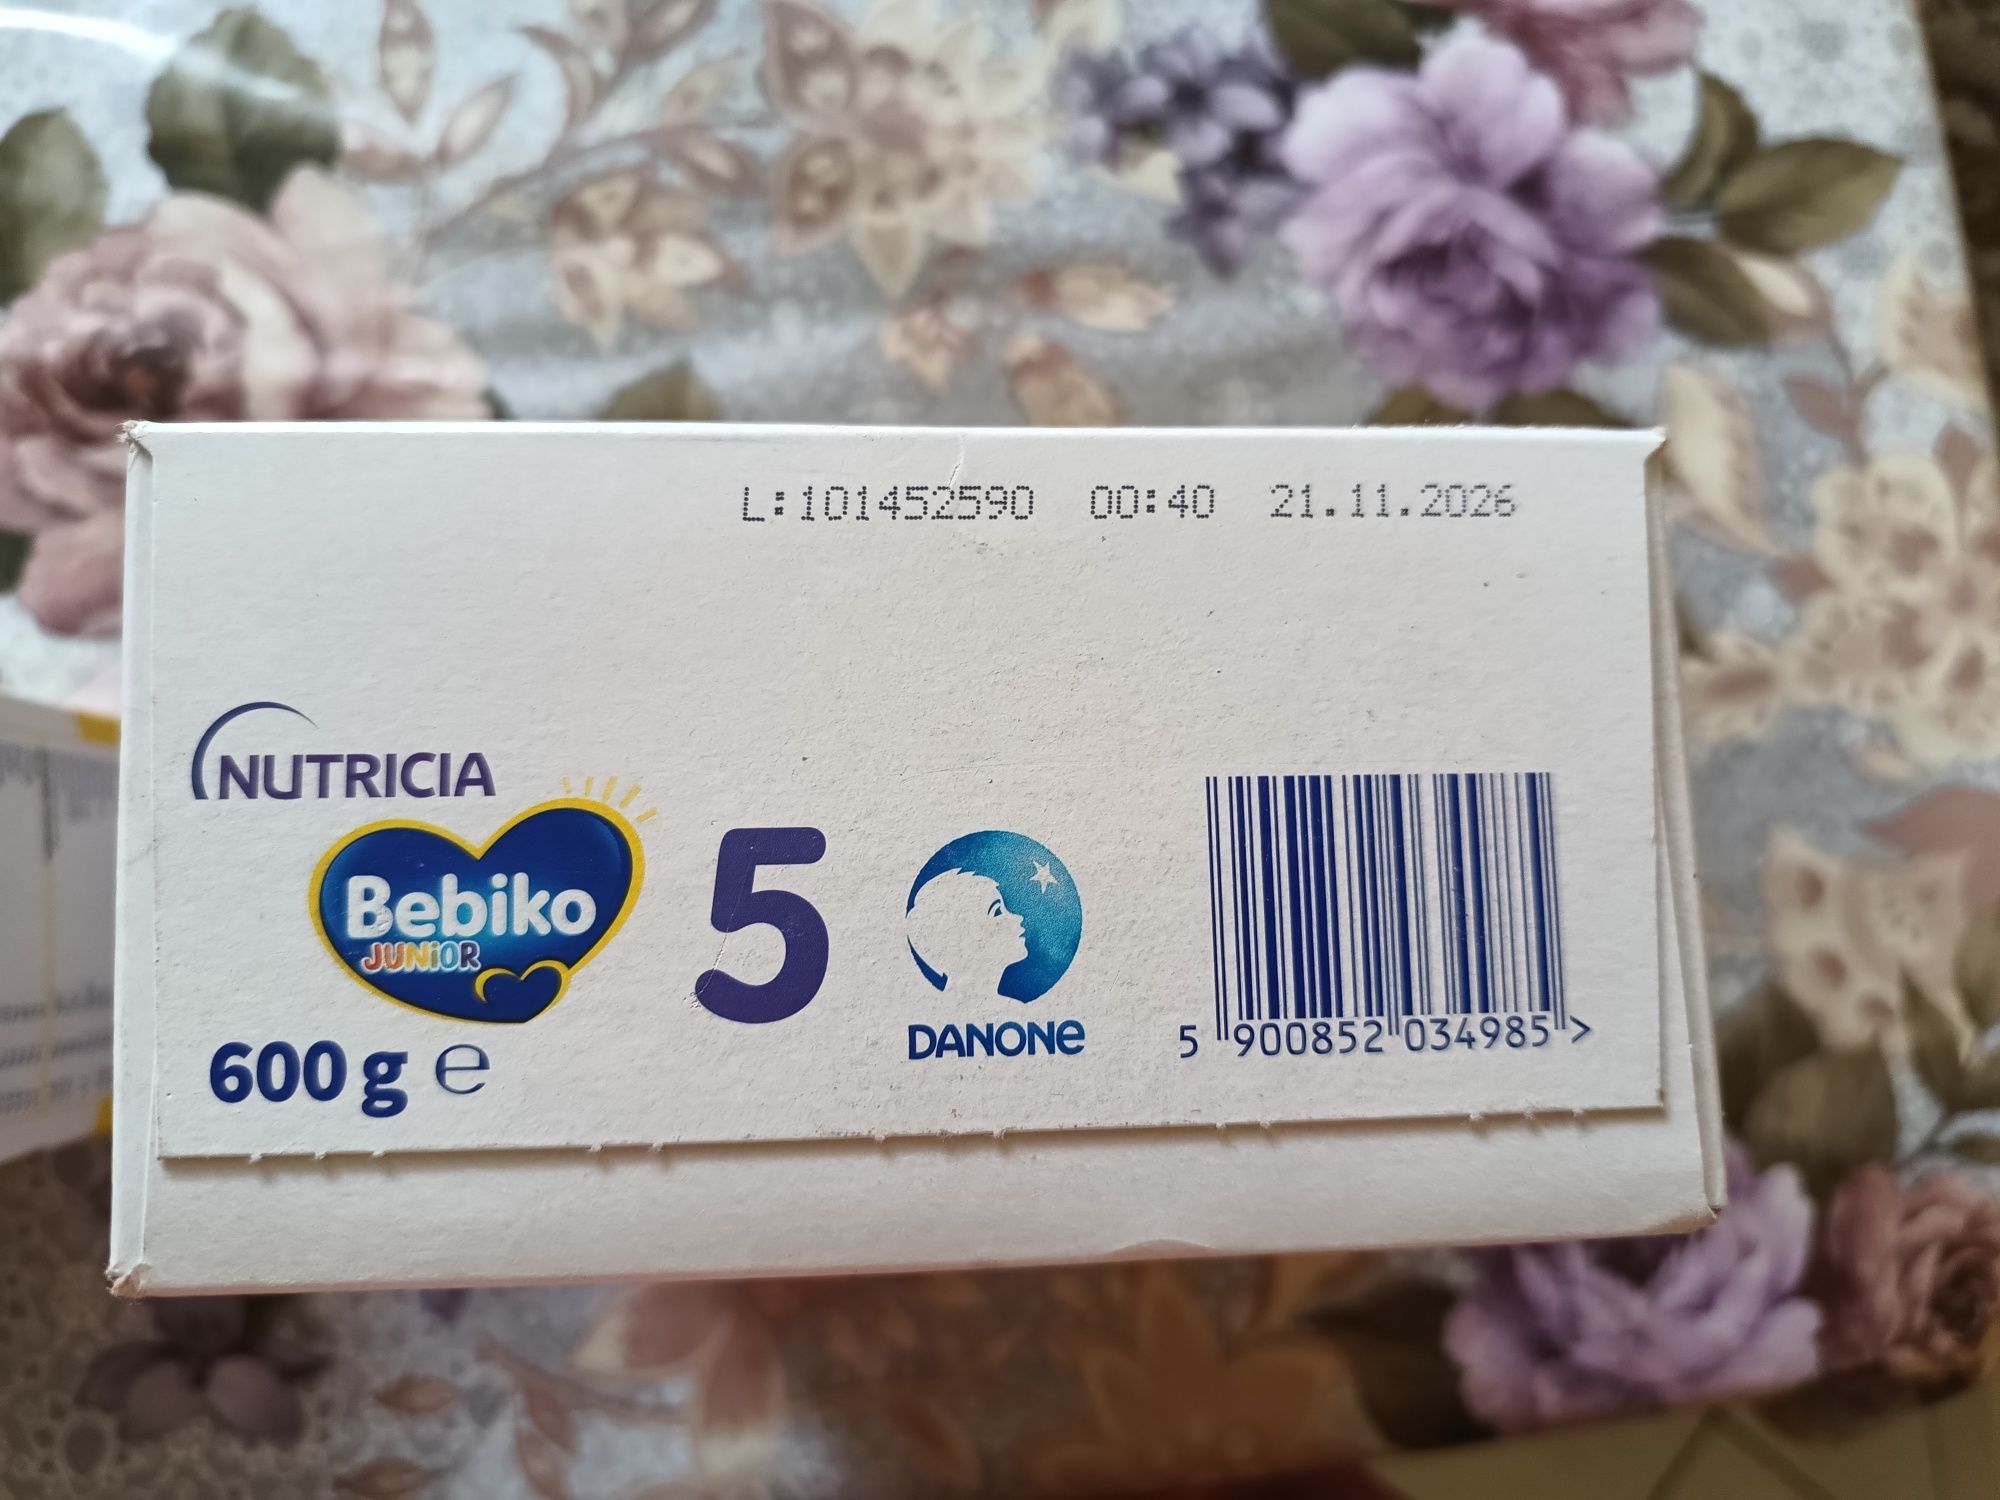 L:101452590 00:40 21.11.2026
NUTRICIA
Bebiko
JUNiOR
5
600 g ℮
DANONE
5 900852 034985 >